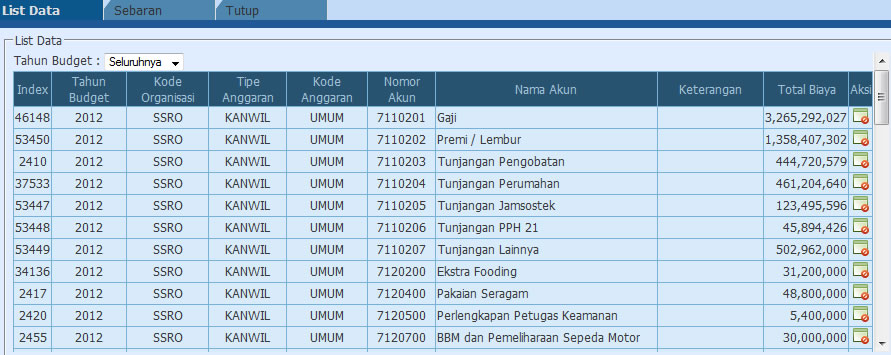 List Data Sebaran Tutup
List Data
Tahun Budget : Seluruhnya
Index Tahun Budget Kode Organisasi Tipe Anggaran Kode Anggaran Nomor Akun Nama Akun Keterangan Total Biaya Aksi
46148 2012 SSRO KANWIL UMUM 7110201 Gaji 3,265,292,027
53450 2012 SSRO KANWIL UMUM 7110202 Premi / Lembur 1,358,407,302
2410 2012 SSRO KANWIL UMUM 7110203 Tunjangan Pengobatan 444,720,579
37533 2012 SSRO KANWIL UMUM 7110204 Tunjangan Perumahan 461,204,640
53447 2012 SSRO KANWIL UMUM 7110205 Tunjangan Jamsostek 123,495,596
53448 2012 SSRO KANWIL UMUM 7110206 Tunjangan PPH 21 45,894,426
53449 2012 SSRO KANWIL UMUM 7110207 Tunjangan Lainnya 502,962,000
34136 2012 SSRO KANWIL UMUM 7120200 Ekstra Fooding 31,200,000
2417 2012 SSRO KANWIL UMUM 7120400 Pakaian Seragam 48,800,000
2420 2012 SSRO KANWIL UMUM 7120500 Perlengkapan Petugas Keamanan 5,400,000
2455 2012 SSRO KANWIL UMUM 7120700 BBM dan Pemeliharaan Sepeda Motor 30,000,000